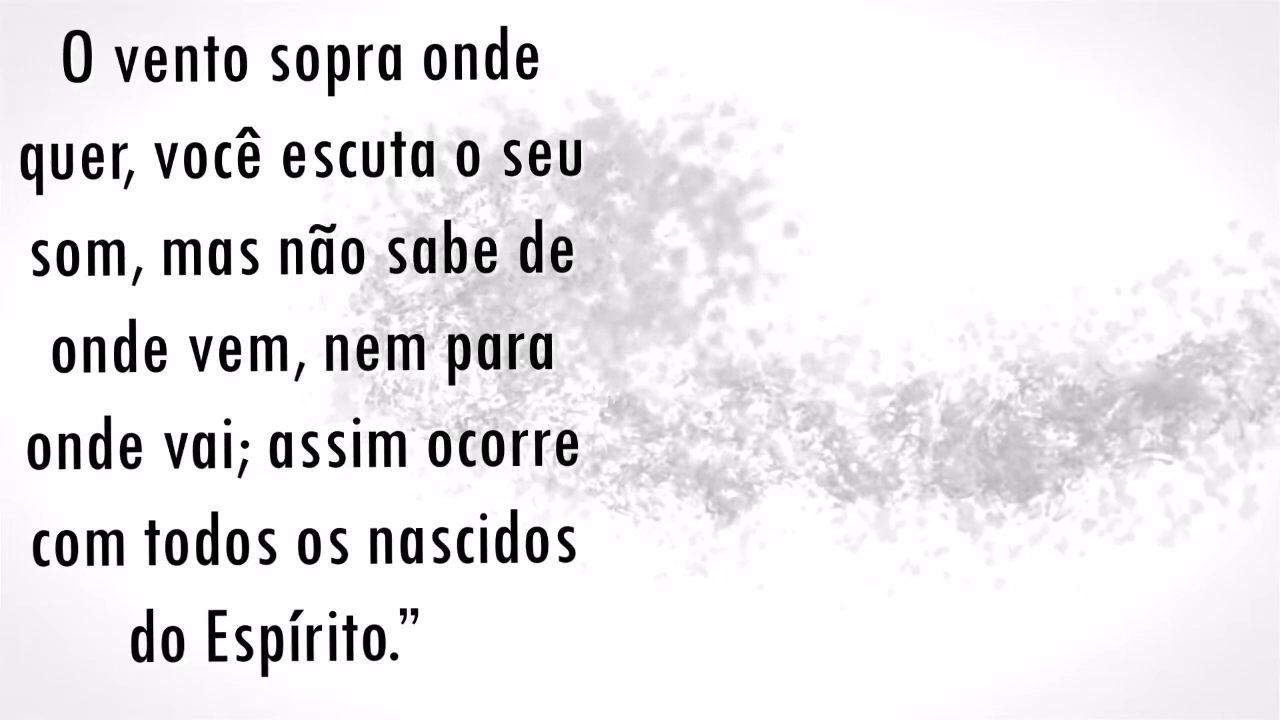 O vento sopra onde
quer, você escuta o seu
som, mas não sabe de
onde vem, nem para
onde vai; assim ocorre
com todos os nascidos
do Espírito.”